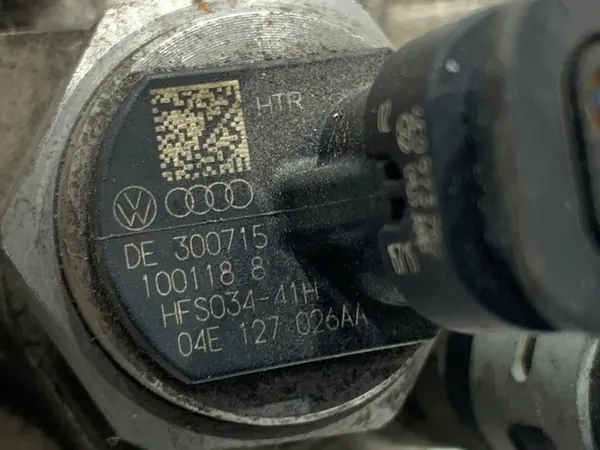 HTR
DE 300715
100118 8
HFS034-41H
04E 127 026AA